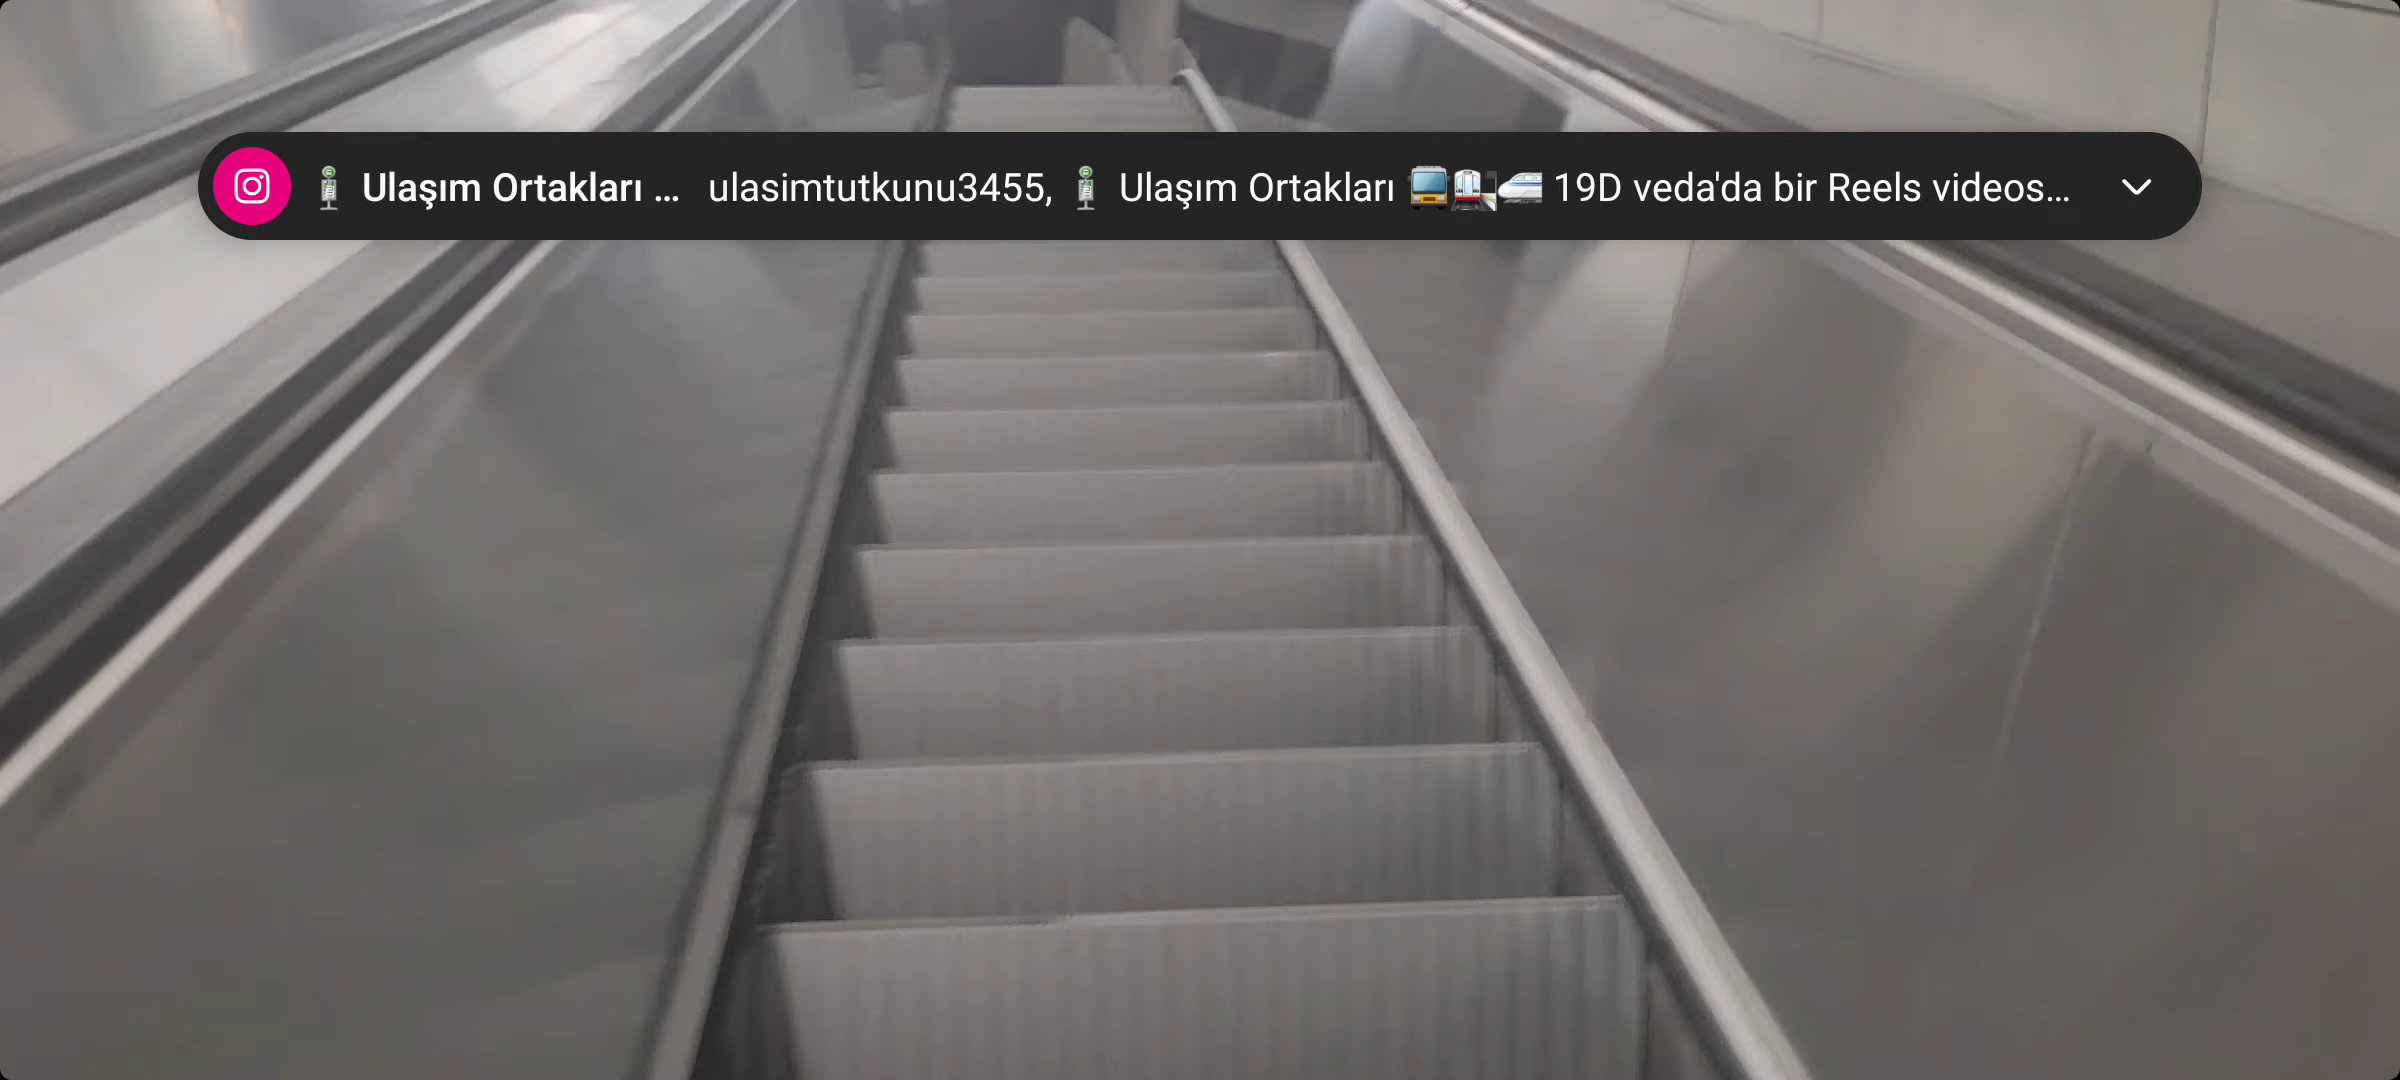 🚏 Ulaşım Ortakları ... ulasimtutkunu3455, 🚏 Ulaşım Ortakları 🚍🚇🚄 19D veda'da bir Reels videos...